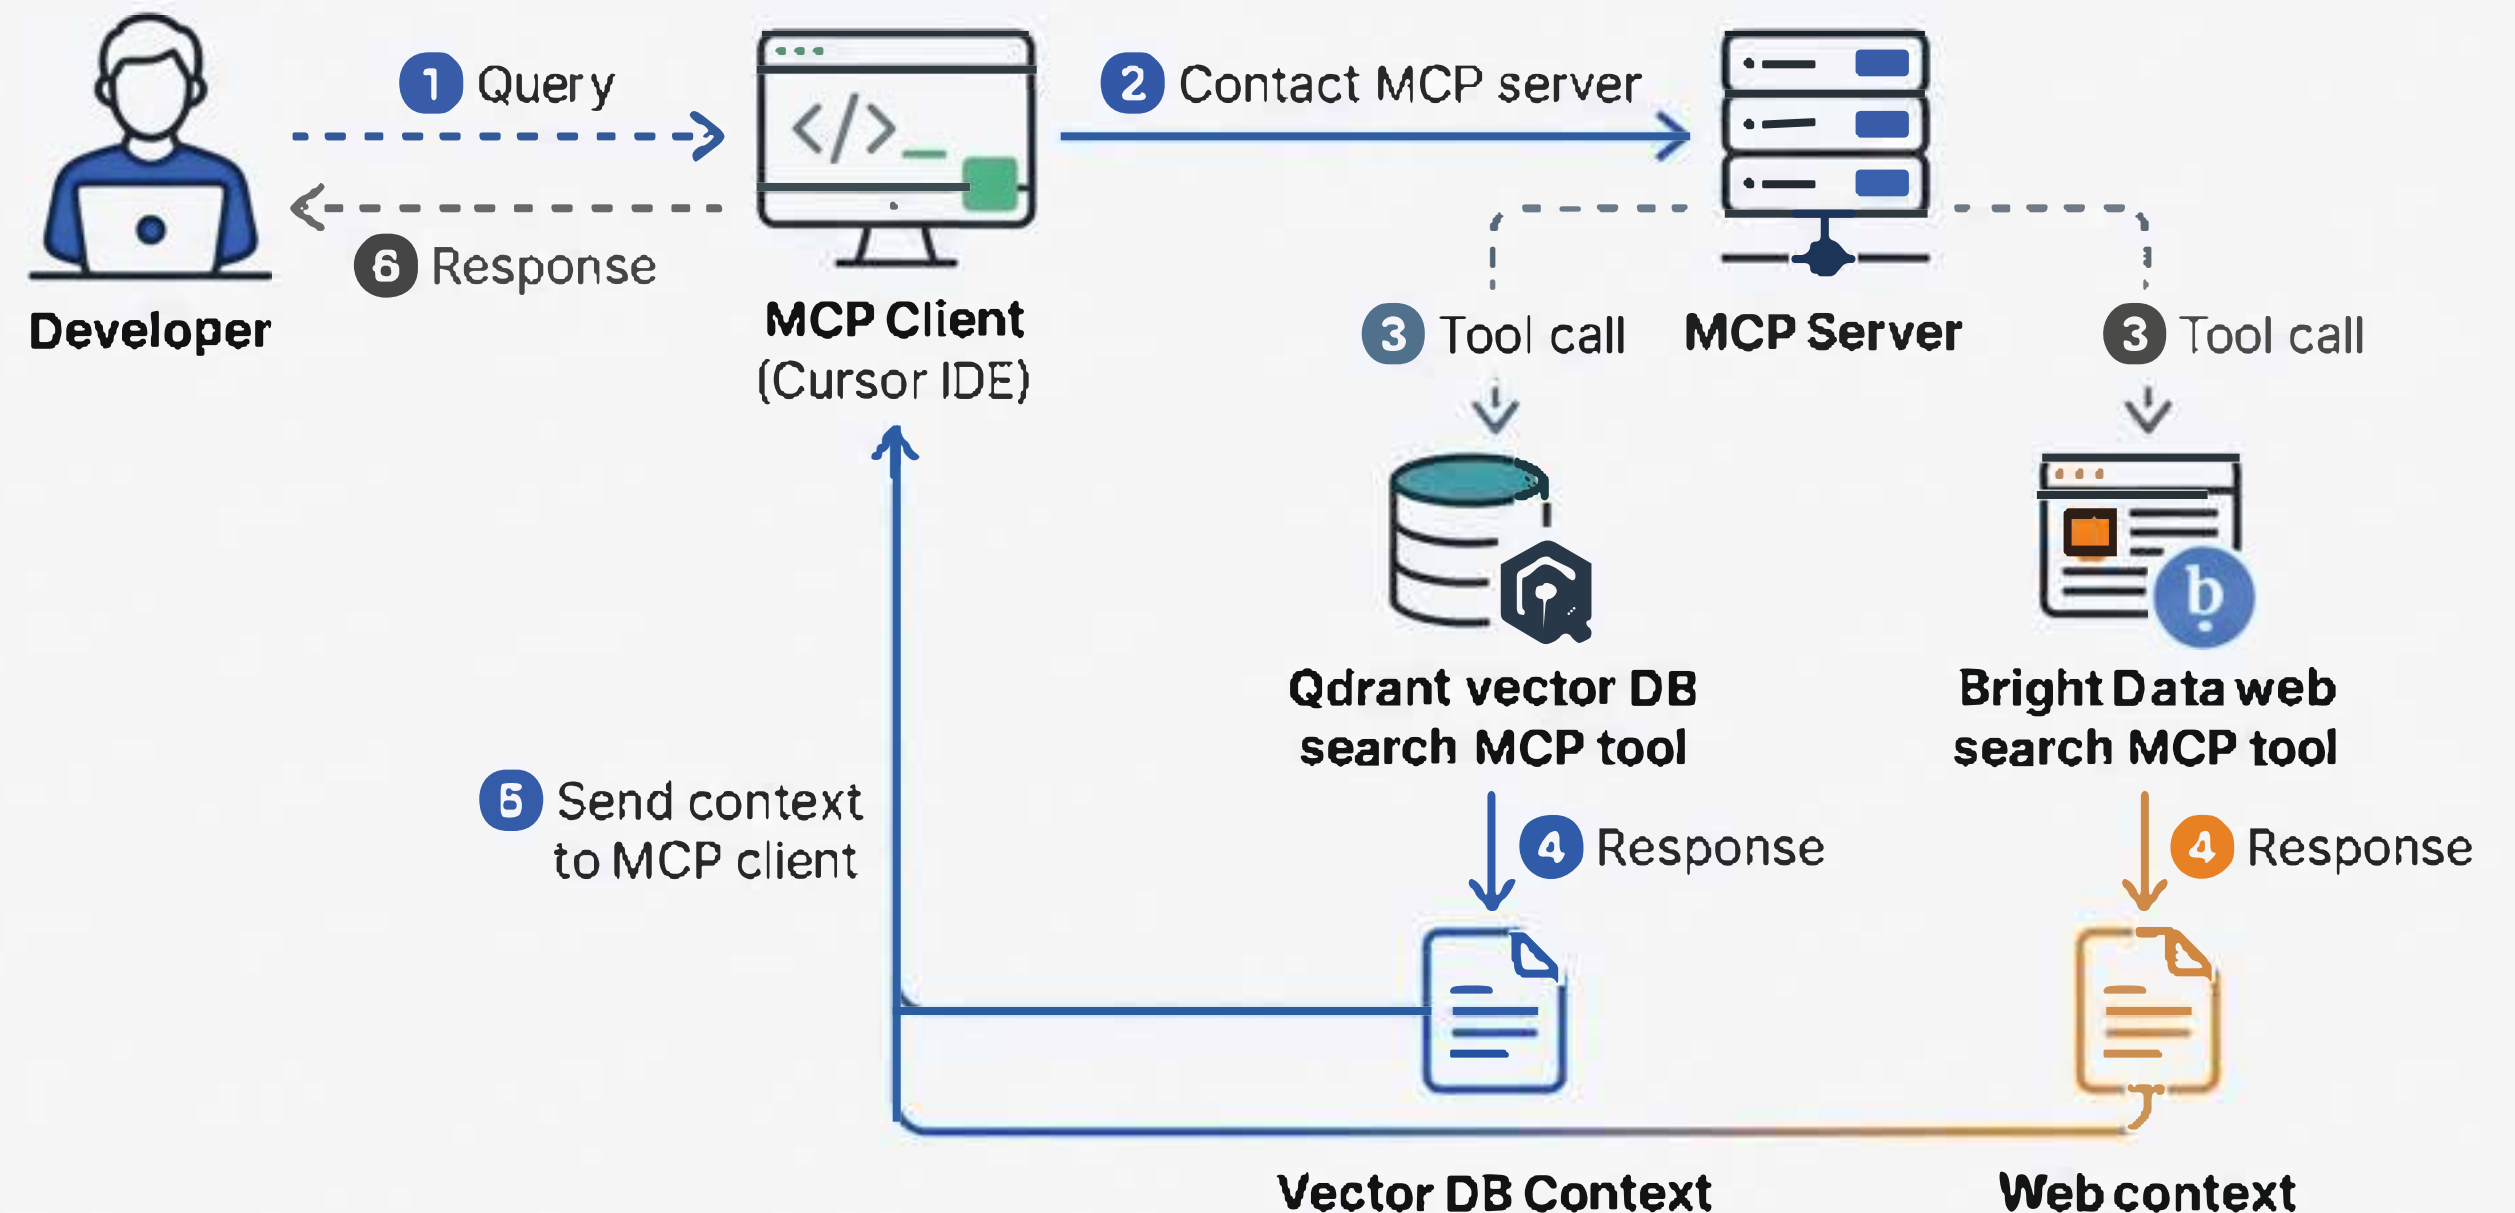 1 Query
2 Contact MCP server
6 Response
Developer
MCP Client
(Cursor IDE)
3 Tool call
MCP Server
3 Tool call
Qdrant vector DB
search MCP tool
b
Bright Data web
search MCP tool
Send context
to MCP client
4 Response
4 Response
Vector DB Context
Web context